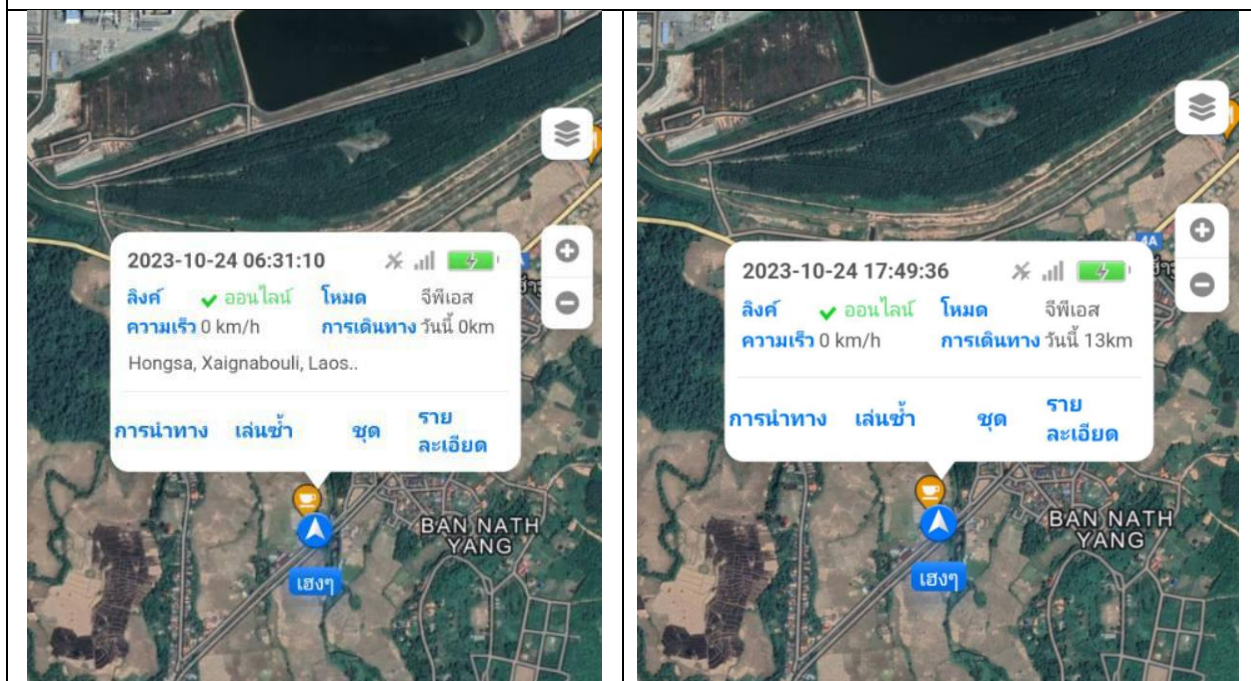 2023-10-24 06:31:10
ลิงค์ ออนไลน์ โหมด จีพีเอส
ความเร็ว 0 km/h การเดินทาง วันนี้ 0km
Hongsa, Xaignabouli, Laos..
การนำทาง เล่นซ้ำ ชุด ราย
ละเอียด
BAN NATH
YANG
เฮงๆ
4A
2023-10-24 17:49:36
ลิงค์ ออนไลน์ โหมด จีพีเอส
ความเร็ว 0 km/h การเดินทาง วันนี้ 13km
การนำทาง เล่นซ้ำ ชุด ราย
ละเอียด
BAN NATH
YANG
เฮงๆ